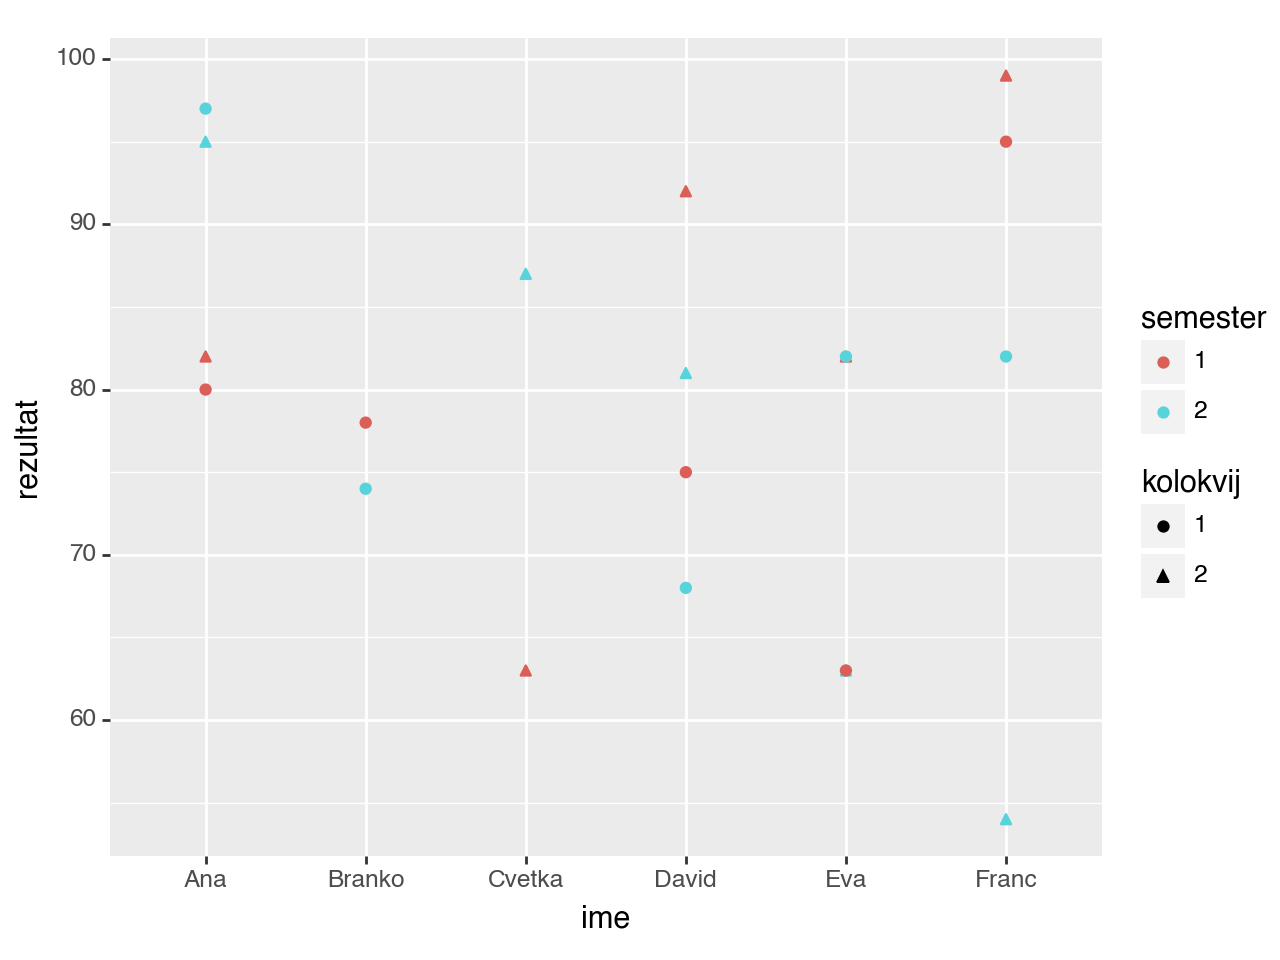 100
90
80
70
60
rezultat
Ana Branko Cvetka David Eva Franc
ime
semester
1
2
kolokvij
1
2